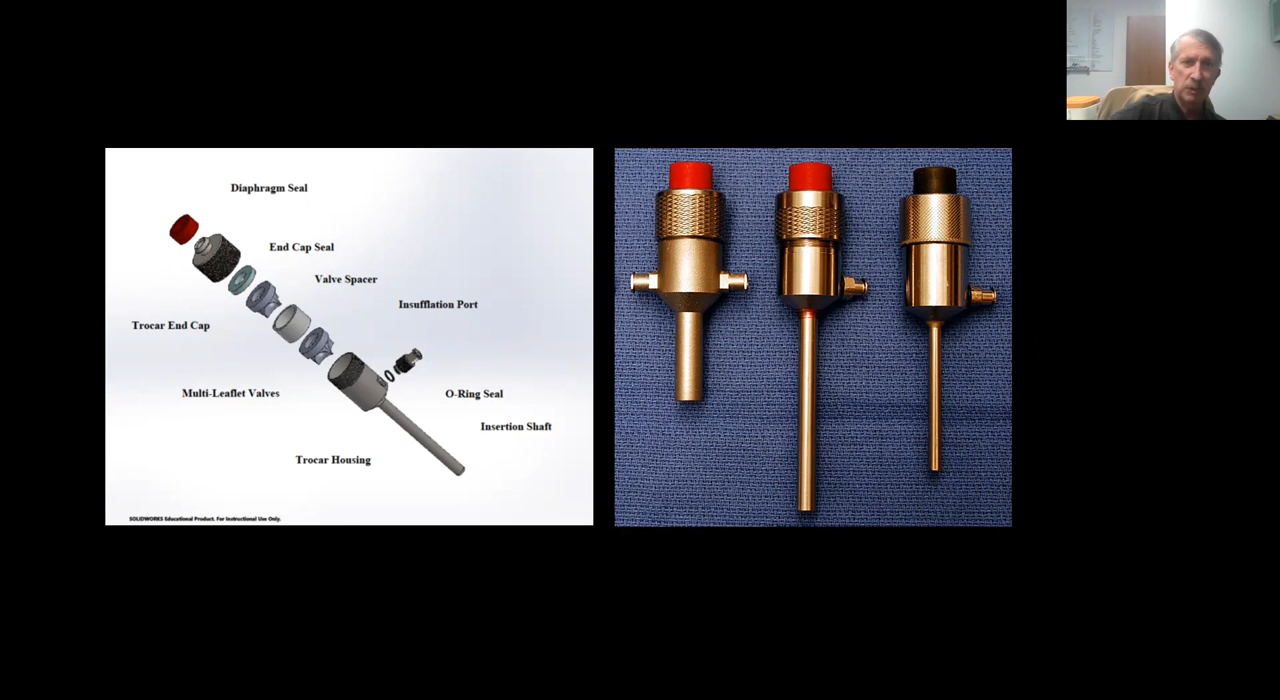 Diaphragm Seal
End Cap Seal
Valve Spacer
Insufflation Port
Trocar End Cap
Multi-Leaflet Valves
O-Ring Seal
Insertion Shaft
Trocar Housing
SOLIDWORKS Educational Product. For Instructional Use Only.